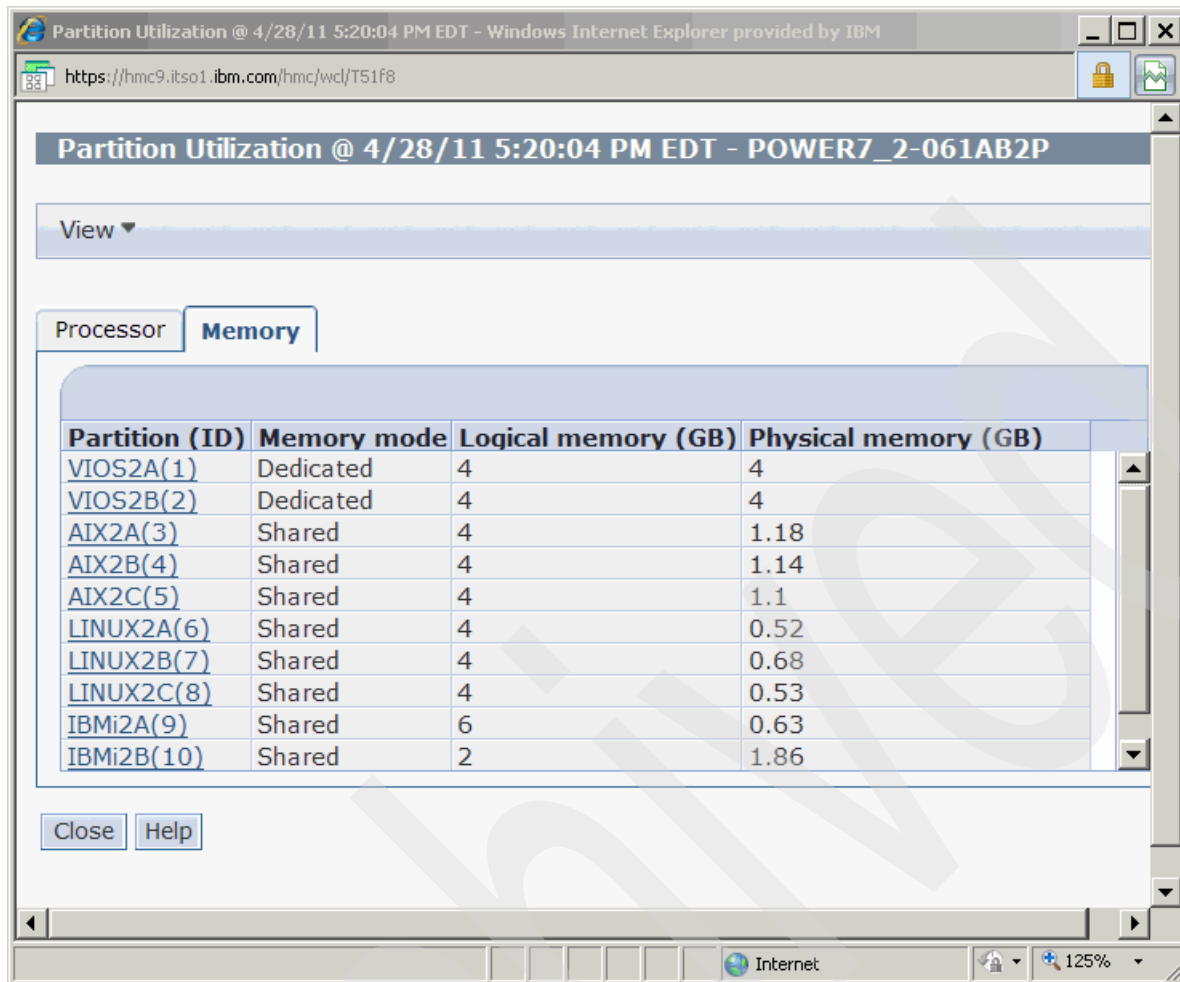 Partition Utilization @ 4/28/11 5:20:04 PM EDT - Windows Internet Explorer provided by IBM
https://hmc9.itso1.ibm.com/hmc/wcl/T51f8
Partition Utilization @ 4/28/11 5:20:04 PM EDT - POWER7_2-061AB2P
View
Processor Memory
Partition (ID) Memory mode Logical memory (GB) Physical memory (GB)
VIOS2A(1) Dedicated 4 4
VIOS2B(2) Dedicated 4 4
AIX2A(3) Shared 4 1.18
AIX2B(4) Shared 4 1.14
AIX2C(5) Shared 4 1.1
LINUX2A(6) Shared 4 0.52
LINUX2B(7) Shared 4 0.68
LINUX2C(8) Shared 4 0.53
IBMi2A(9) Shared 6 0.63
IBMi2B(10) Shared 2 1.86
Close Help
Internet 125%